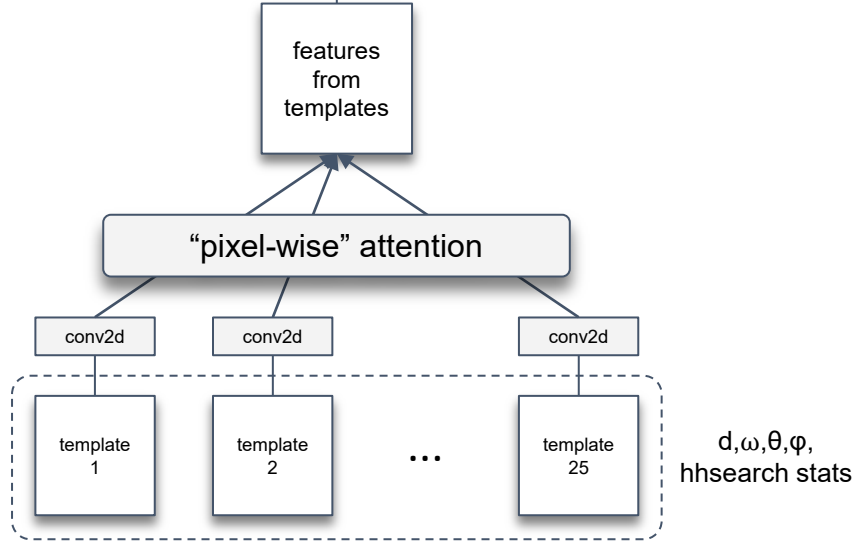 features
from
templates
“pixel-wise” attention
conv2d
conv2d
conv2d
template
1
template
2
...
template
25
d,ω,θ,φ,
hhsearch stats